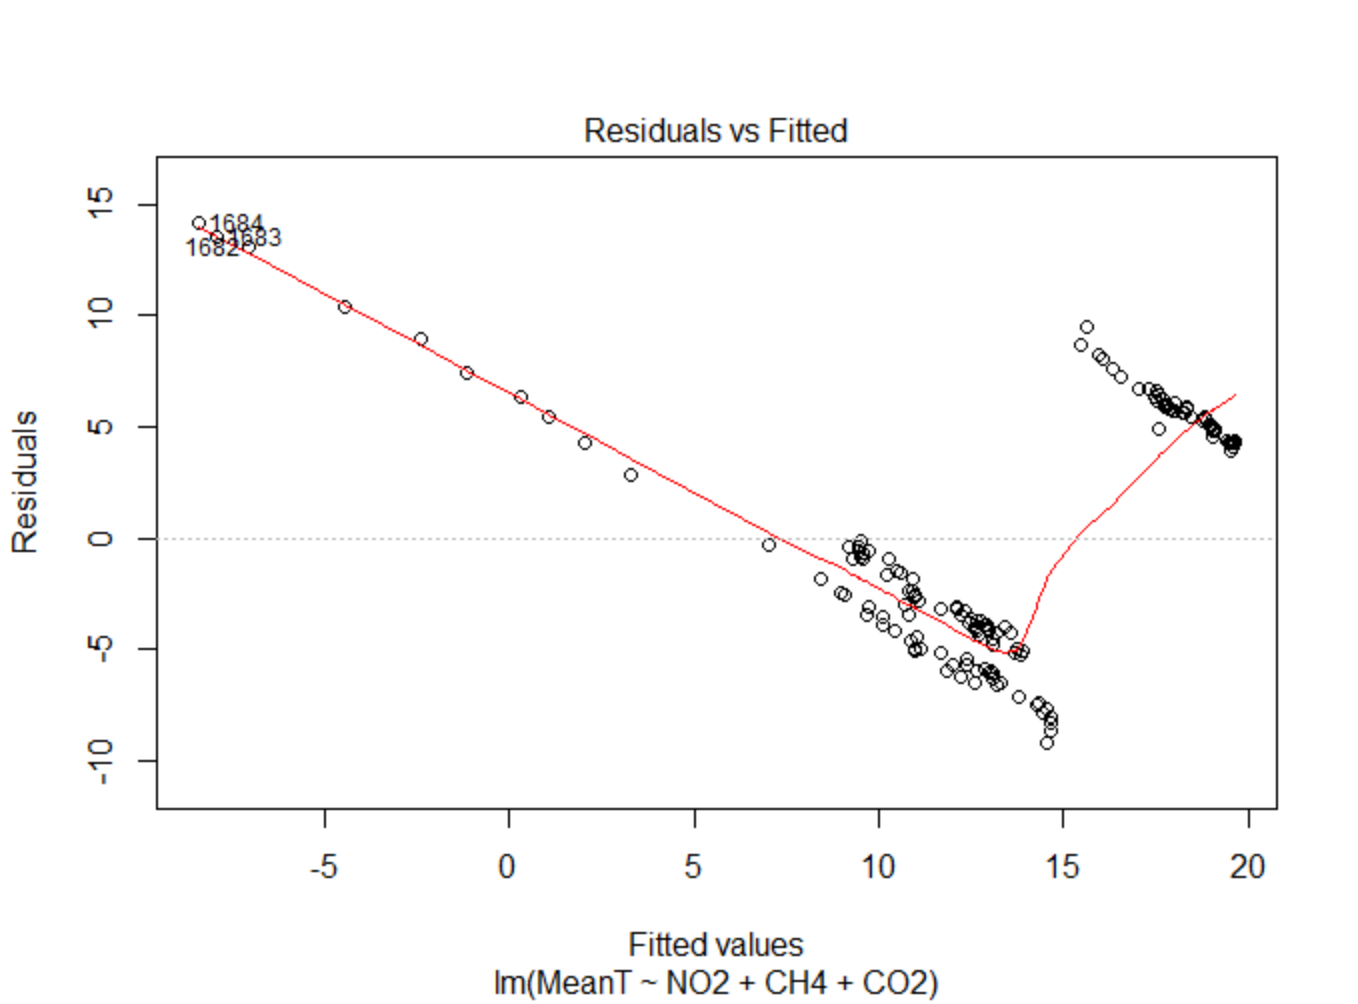 Residuals vs Fitted
Residuals
15
10
5
0
-5
-10
1684
1683
1682
-5 0 5 10 15 20
Fitted values
lm(MeanT ~ NO2 + CH4 + CO2)